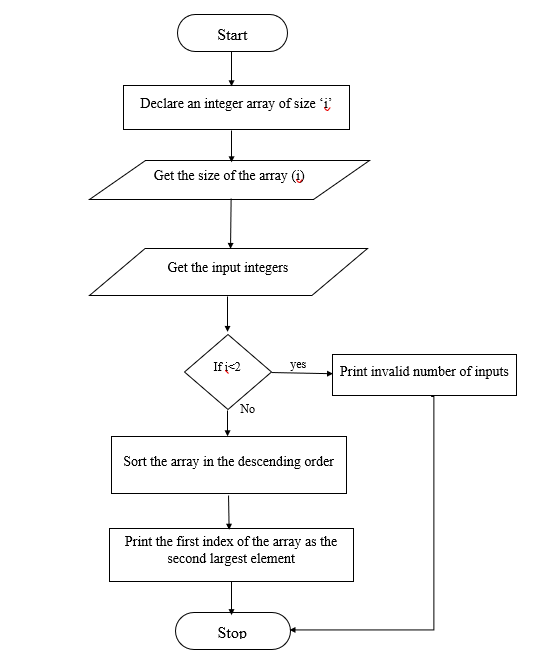 Start
Declare an integer array of size ‘i’
Get the size of the array (i)
Get the input integers
If i<2
yes
Print invalid number of inputs
No
Sort the array in the descending order
Print the first index of the array as the
second largest element
Stop